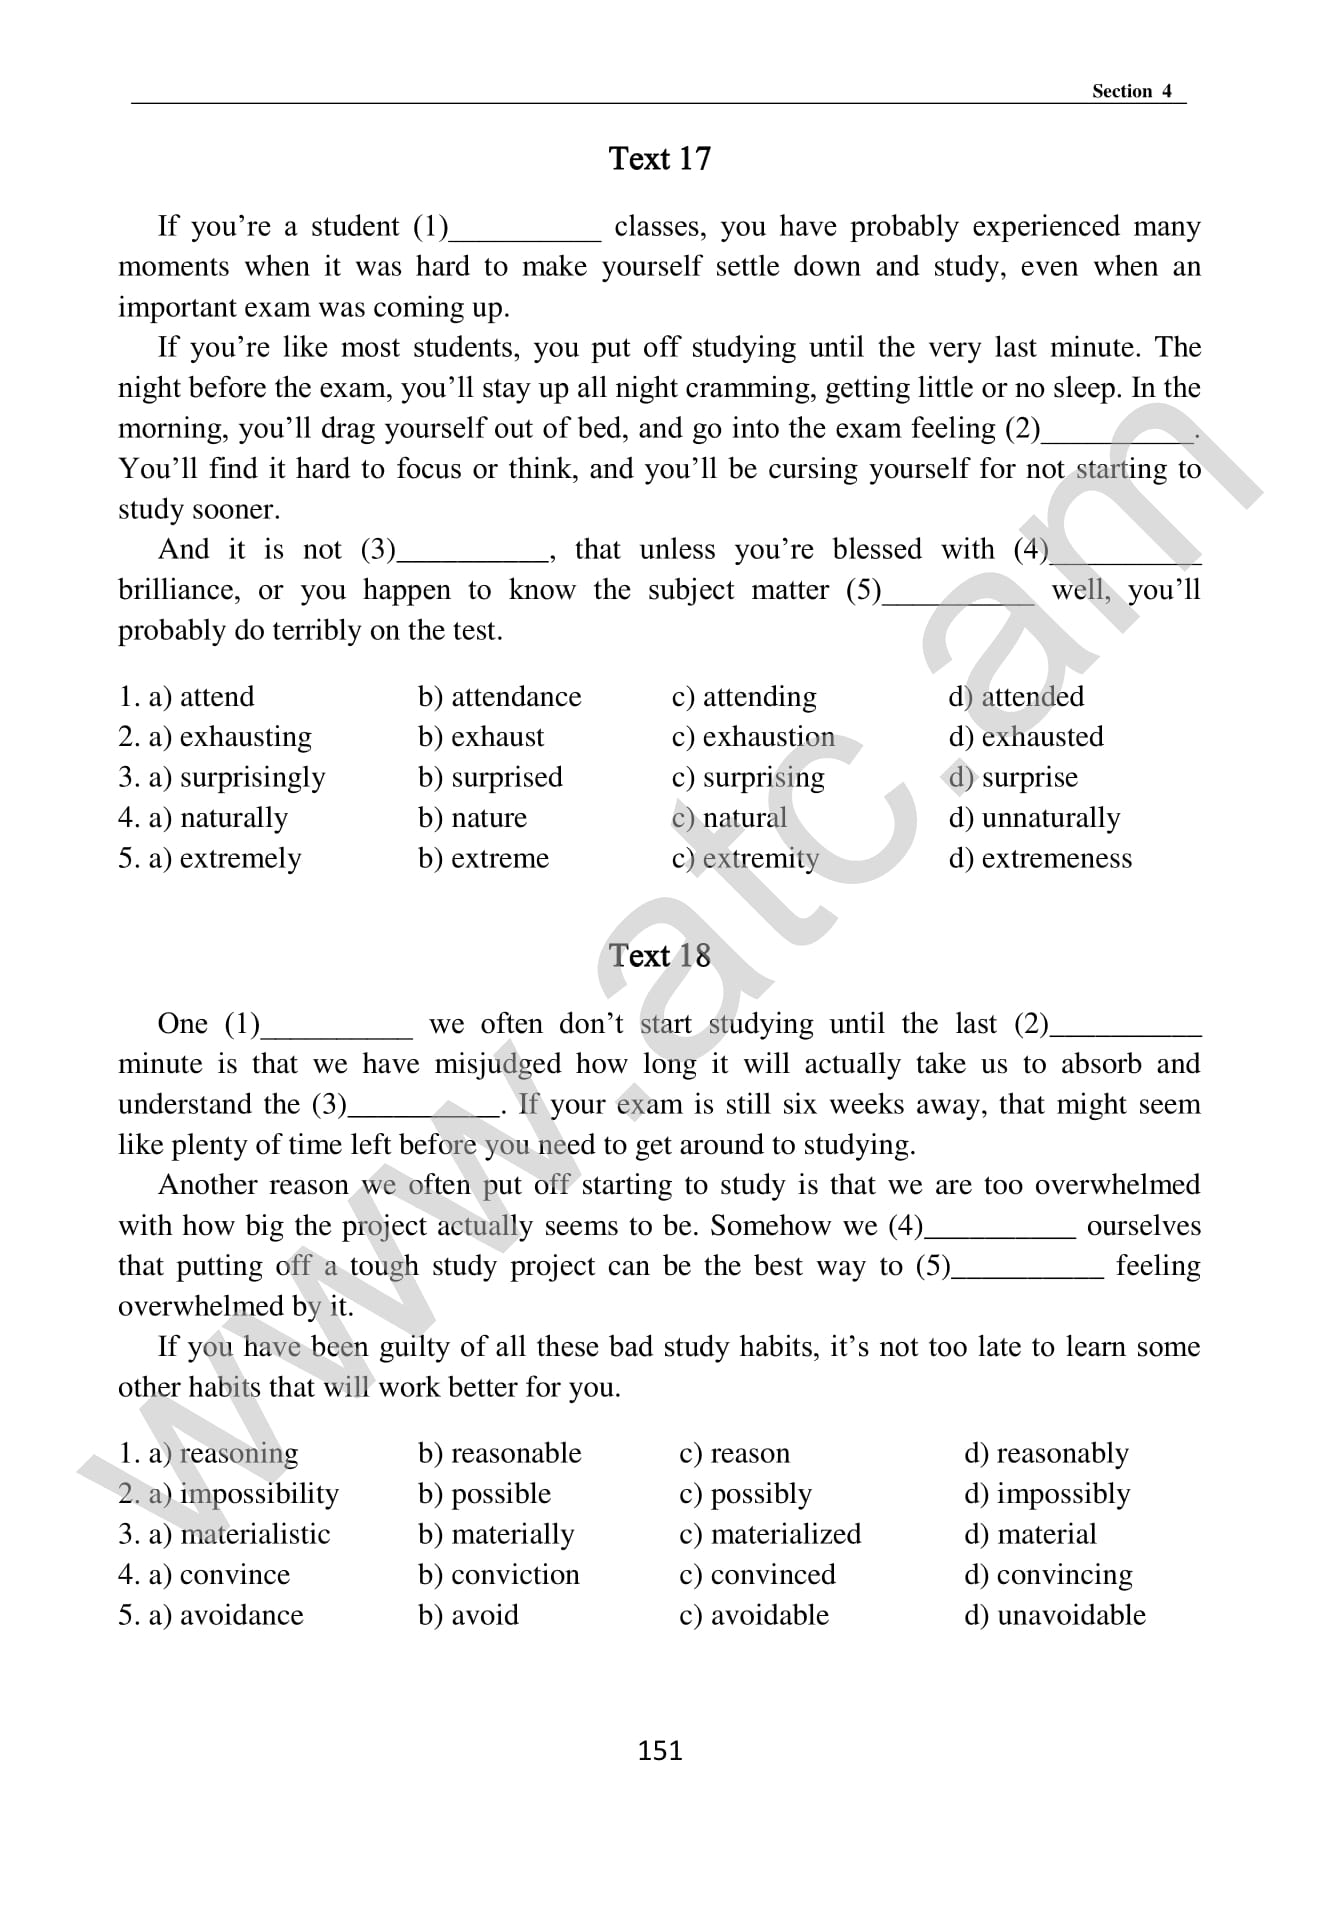 Section 4
Text 17
If you’re a student (1)__________ classes, you have probably experienced many
moments when it was hard to make yourself settle down and study, even when an
important exam was coming up.
If you’re like most students, you put off studying until the very last minute. The
night before the exam, you’ll stay up all night cramming, getting little or no sleep. In the
morning, you’ll drag yourself out of bed, and go into the exam feeling (2)__________.
You’ll find it hard to focus or think, and you’ll be cursing yourself for not starting to
study sooner.
And it is not (3)__________, that unless you’re blessed with (4)__________
brilliance, or you happen to know the subject matter (5)__________ well, you’ll
probably do terribly on the test.
1. a) attend b) attendance c) attending d) attended
2. a) exhausting b) exhaust c) exhaustion d) exhausted
3. a) surprisingly b) surprised c) surprising d) surprise
4. a) naturally b) nature c) natural d) unnaturally
5. a) extremely b) extreme c) extremity d) extremeness
Text 18
One (1)__________ we often don’t start studying until the last (2)__________
minute is that we have misjudged how long it will actually take us to absorb and
understand the (3)__________. If your exam is still six weeks away, that might seem
like plenty of time left before you need to get around to studying.
Another reason we often put off starting to study is that we are too overwhelmed
with how big the project actually seems to be. Somehow we (4)__________ ourselves
that putting off a tough study project can be the best way to (5)__________ feeling
overwhelmed by it.
If you have been guilty of all these bad study habits, it’s not too late to learn some
other habits that will work better for you.
1. a) reasoning b) reasonable c) reason d) reasonably
2. a) impossibility b) possible c) possibly d) impossibly
3. a) materialistic b) materially c) materialized d) material
4. a) convince b) conviction c) convinced d) convincing
5. a) avoidance b) avoid c) avoidable d) unavoidable
151
www.atc.am